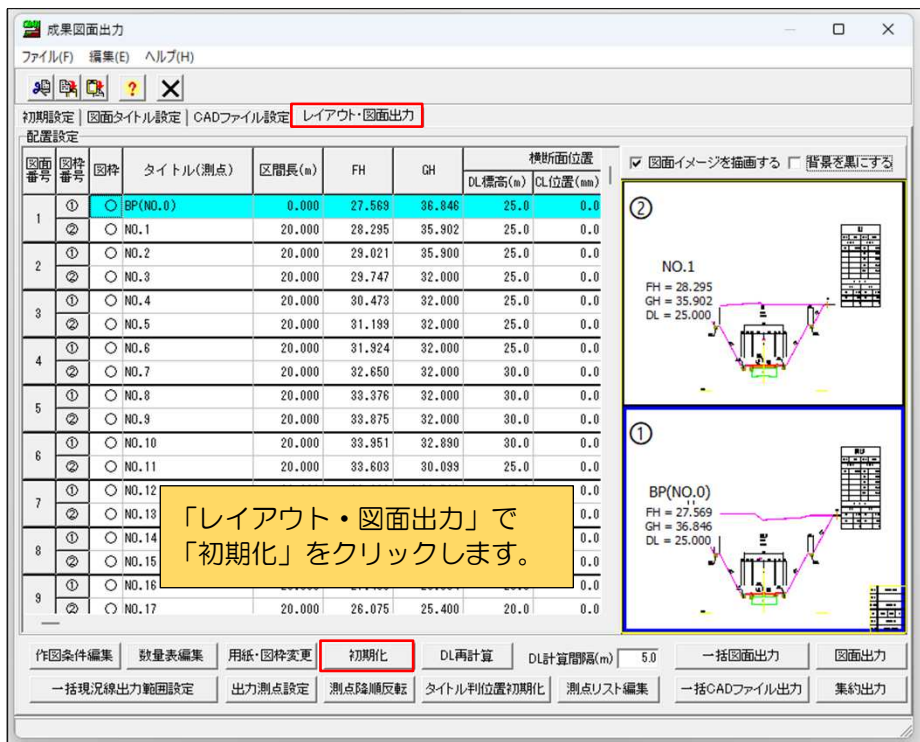 成果図面出力
ファイル(F) 編集(E) ヘルプ(H)
初期設定 図面タイトル設定 CADファイル設定 レイアウト・図面出力
配置設定
図面番号 図枠番号 図枠 タイトル(測点) 区間長(m) FH GH 横断面位置
DL標高(m) CL位置(mm)
1 ① ○ BP(NO.0) 0.000 27.569 36.846 25.0 0.0
② ○ NO.1 20.000 28.295 35.902 25.0 0.0
2 ① ○ NO.2 20.000 29.021 35.900 25.0 0.0
② ○ NO.3 20.000 29.747 32.000 25.0 0.0
3 ① ○ NO.4 20.000 30.473 32.000 25.0 0.0
② ○ NO.5 20.000 31.199 32.000 25.0 0.0
4 ① ○ NO.6 20.000 31.924 32.000 25.0 0.0
② ○ NO.7 20.000 32.650 32.000 30.0 0.0
5 ① ○ NO.8 20.000 33.376 32.000 30.0 0.0
② ○ NO.9 20.000 33.875 32.000 30.0 0.0
6 ① ○ NO.10 20.000 33.951 32.890 30.0 0.0
② ○ NO.11 20.000 33.603 30.099 25.0 0.0
7 ① ○ NO.12 0.0
② ○ NO.13 0.0
8 ① ○ NO.14 0.0
② ○ NO.15 0.0
9 ① ○ NO.16 0.0
② ○ NO.17 20.000 26.075 25.400 20.0 0.0
「レイアウト・図面出力」で
「初期化」をクリックします。
図面イメージを描画する 背景を黒にする
②
NO.1
FH = 28.295
GH = 35.902
DL = 25.000
①
BP(NO.0)
FH = 27.569
GH = 36.846
DL = 25.000
作図条件編集 数量表編集 用紙・図枠変更 初期化 DL再計算 DL計算間隔(m) 5.0 一括図面出力 図面出力
一括現況線出力範囲設定 出力測点設定 測点降順反転 タイトル判位置初期化 測点リスト編集 一括CADファイル出力 集約出力